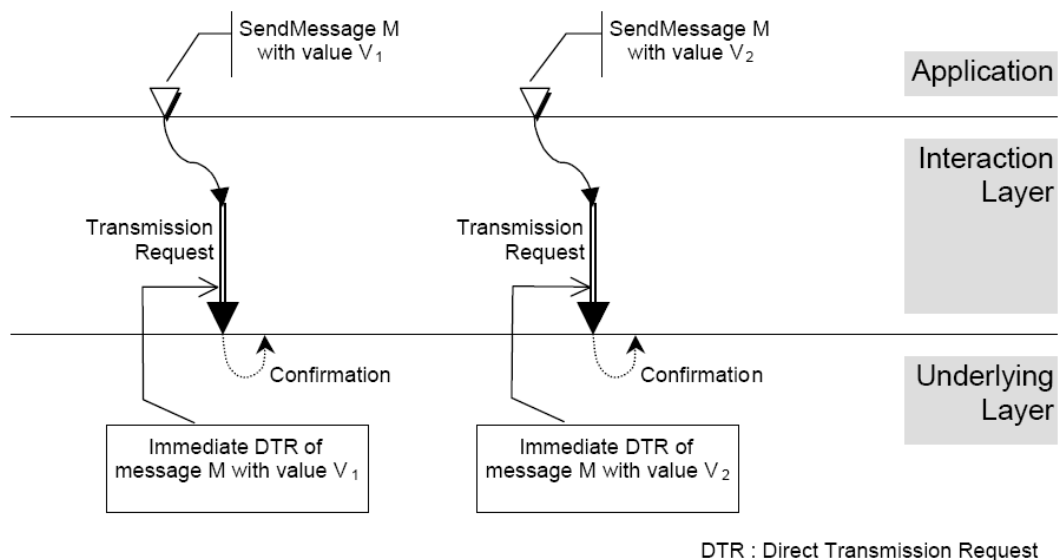 SendMessage M
with value V1
SendMessage M
with value V2
Application
Interaction
Layer
Transmission
Request
Transmission
Request
Confirmation
Confirmation
Underlying
Layer
Immediate DTR of
message M with value V1
Immediate DTR of
message M with value V2
DTR : Direct Transmission Request